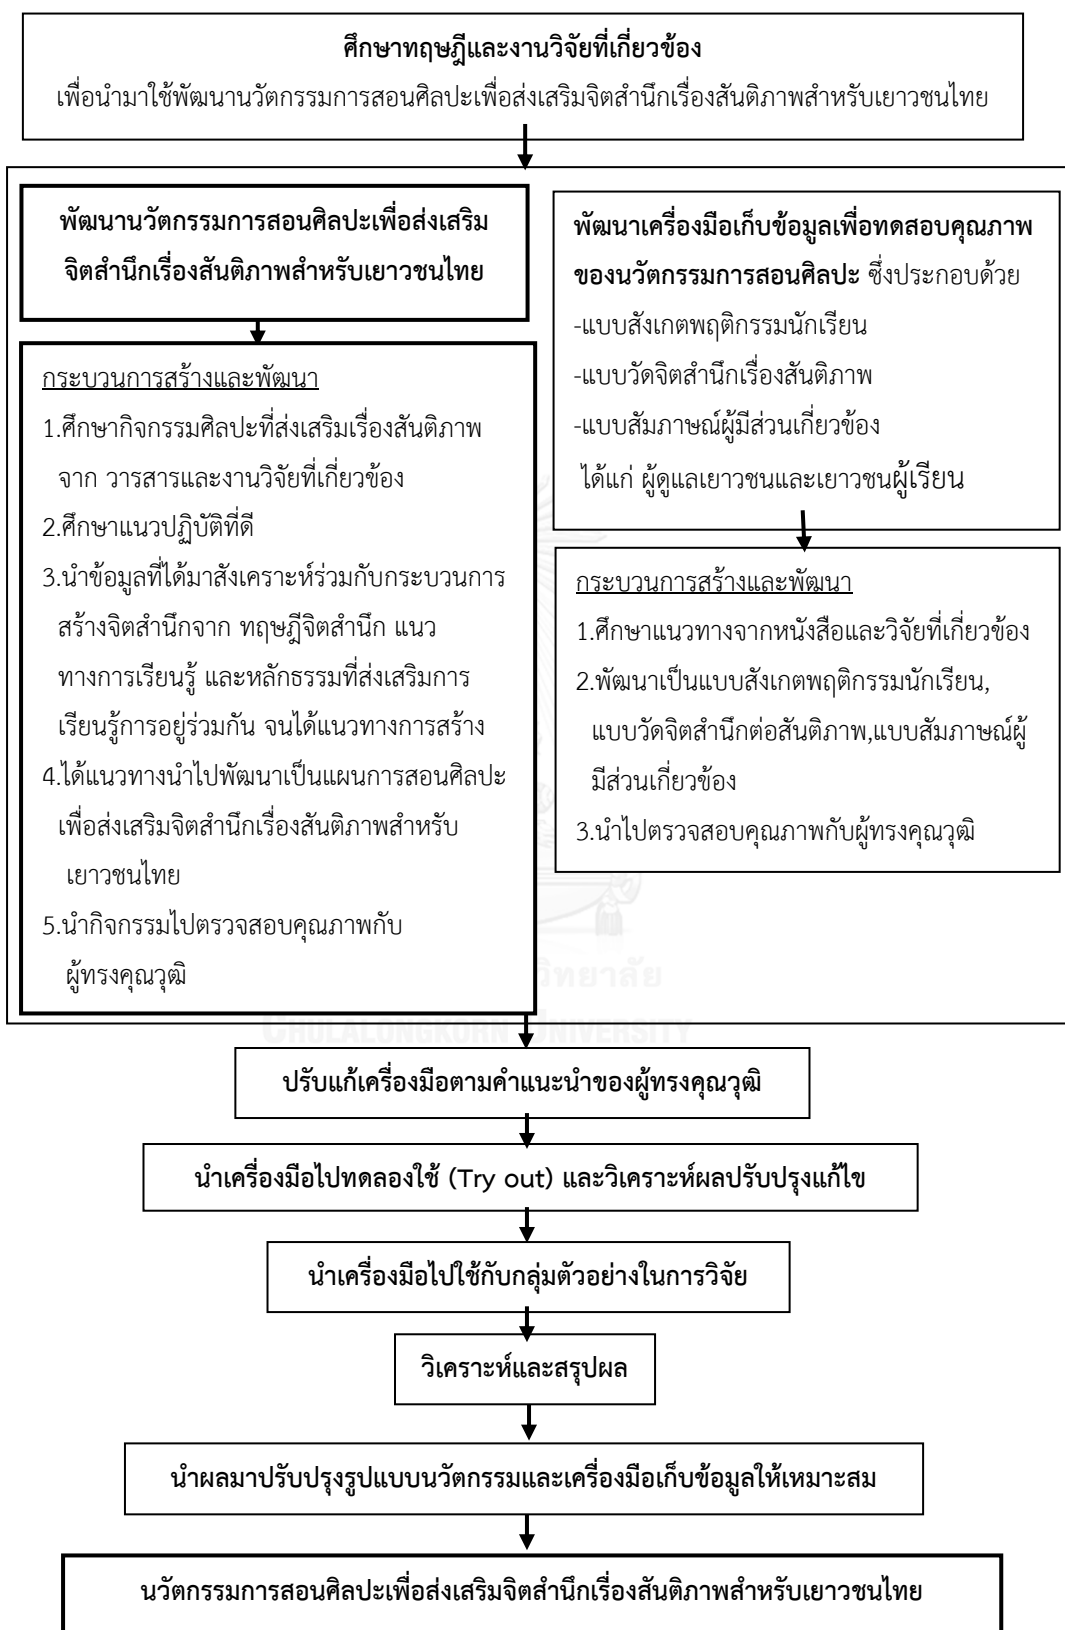 ศึกษาทฤษฎีและงานวิจัยที่เกี่ยวข้อง
เพื่อนำมาใช้พัฒนานวัตกรรมการสอนศิลปะเพื่อส่งเสริมจิตสำนึกเรื่องสันติภาพสำหรับเยาวชนไทย
พัฒนานวัตกรรมการสอนศิลปะเพื่อส่งเสริม
จิตสำนึกเรื่องสันติภาพสำหรับเยาวชนไทย
กระบวนการสร้างและพัฒนา
1.ศึกษากิจกรรมศิลปะที่ส่งเสริมเรื่องสันติภาพ
จาก วารสารและงานวิจัยที่เกี่ยวข้อง
2.ศึกษาแนวปฏิบัติที่ดี
3.นำข้อมูลที่ได้มาสังเคราะห์ร่วมกับกระบวนการ
สร้างจิตสำนึกจาก ทฤษฎีจิตสำนึก แนว
ทางการเรียนรู้ และหลักธรรมที่ส่งเสริมการ
เรียนรู้การอยู่ร่วมกัน จนได้แนวทางการสร้าง
4.ได้แนวทางนำไปพัฒนาเป็นแผนการสอนศิลปะ
เพื่อส่งเสริมจิตสำนึกเรื่องสันติภาพสำหรับ
เยาวชนไทย
5.นำกิจกรรมไปตรวจสอบคุณภาพกับ
ผู้ทรงคุณวุฒิ
พัฒนาเครื่องมือเก็บข้อมูลเพื่อทดสอบคุณภาพ
ของนวัตกรรมการสอนศิลปะ ซึ่งประกอบด้วย
-แบบสังเกตพฤติกรรมนักเรียน
-แบบวัดจิตสำนึกเรื่องสันติภาพ
-แบบสัมภาษณ์ผู้มีส่วนเกี่ยวข้อง
ได้แก่ ผู้ดูแลเยาวชนและเยาวชนผู้เรียน
กระบวนการสร้างและพัฒนา
1.ศึกษาแนวทางจากหนังสือและวิจัยที่เกี่ยวข้อง
2.พัฒนาเป็นแบบสังเกตพฤติกรรมนักเรียน,
แบบวัดจิตสำนึกต่อสันติภาพ,แบบสัมภาษณ์ผู้
มีส่วนเกี่ยวข้อง
3.นำไปตรวจสอบคุณภาพกับผู้ทรงคุณวุฒิ
วิทยาลัย
CHULALONGKORN UNIVERSITY
ปรับแก้เครื่องมือตามคำแนะนำของผู้ทรงคุณวุฒิ
นำเครื่องมือไปทดลองใช้ (Try out) และวิเคราะห์ผลปรับปรุงแก้ไข
นำเครื่องมือไปใช้กับกลุ่มตัวอย่างในการวิจัย
วิเคราะห์และสรุปผล
นำผลมาปรับปรุงรูปแบบนวัตกรรมและเครื่องมือเก็บข้อมูลให้เหมาะสม
นวัตกรรมการสอนศิลปะเพื่อส่งเสริมจิตสำนึกเรื่องสันติภาพสำหรับเยาวชนไทย